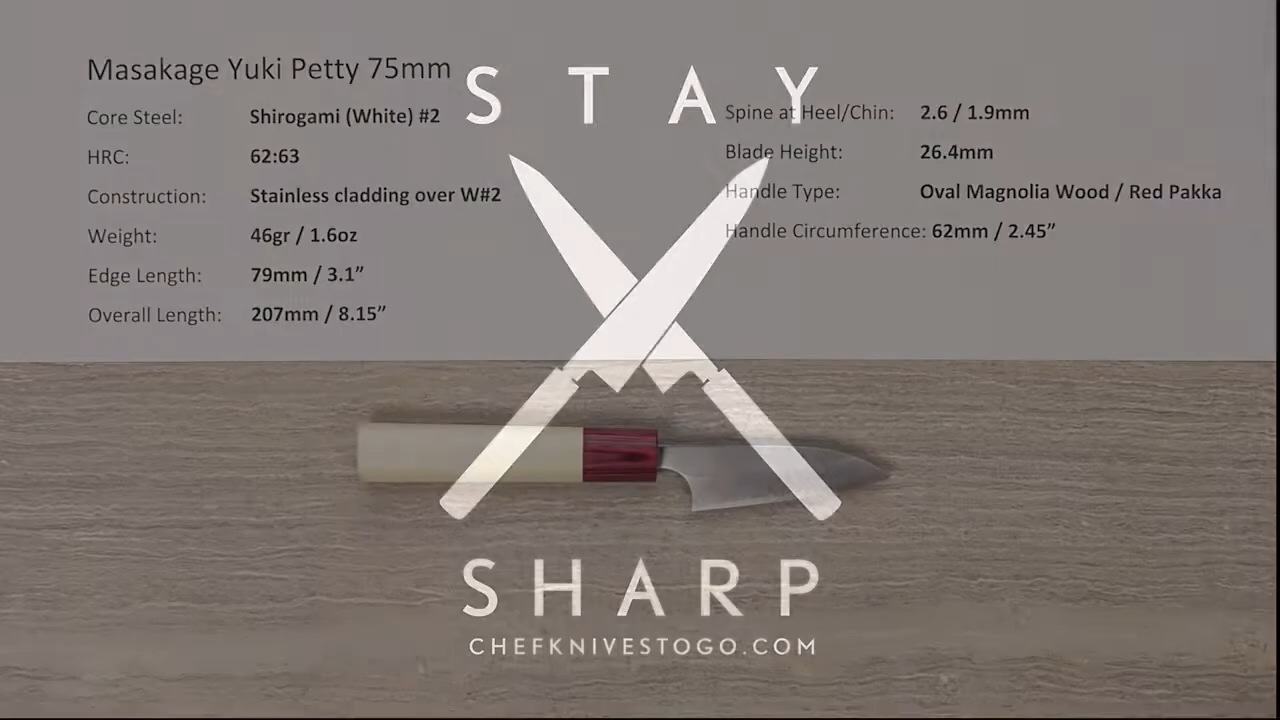 Masakage Yuki Petty 75mm
Core Steel: Shirogami (White) #2
HRC: 62:63
Construction: Stainless cladding over W#2
Weight: 46gr / 1.6oz
Edge Length: 79mm / 3.1”
Overall Length: 207mm / 8.15”
Spine at Heel/Chin: 2.6 / 1.9mm
Blade Height: 26.4mm
Handle Type: Oval Magnolia Wood / Red Pakka
Handle Circumference: 62mm / 2.45”
STAY
SHARP
CHEFKNIVESTOGO.COM